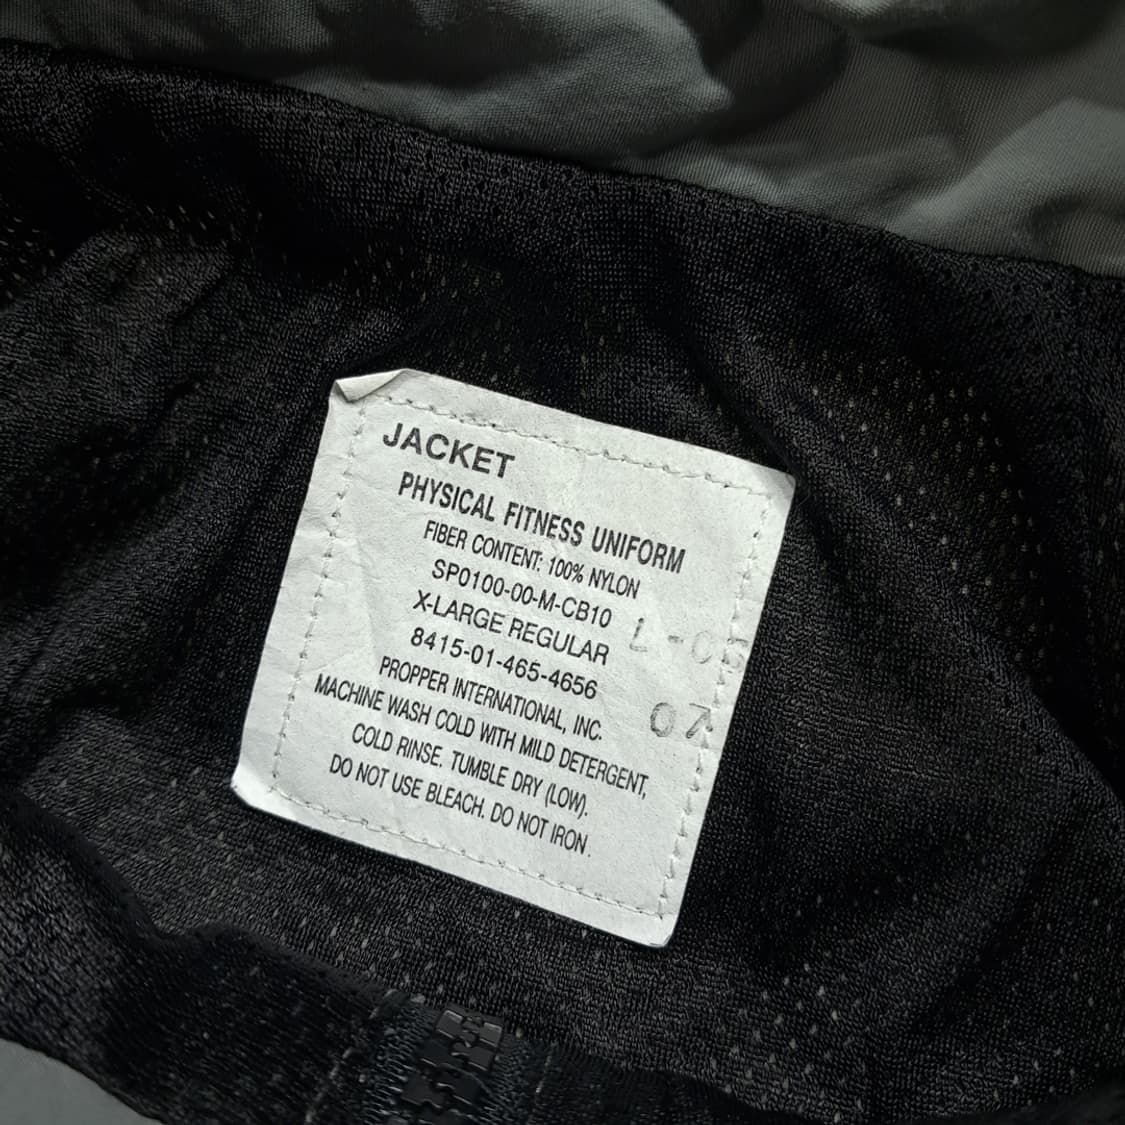 JACKET
PHYSICAL FITNESS UNIFORM
FIBER CONTENT: 100% NYLON
SP0100-00-M-CB10
X-LARGE REGULAR
8415-01-465-4656
PROPPER INTERNATIONAL, INC.
MACHINE WASH COLD WITH MILD DETERGENT,
COLD RINSE. TUMBLE DRY (LOW).
DO NOT USE BLEACH. DO NOT IRON.